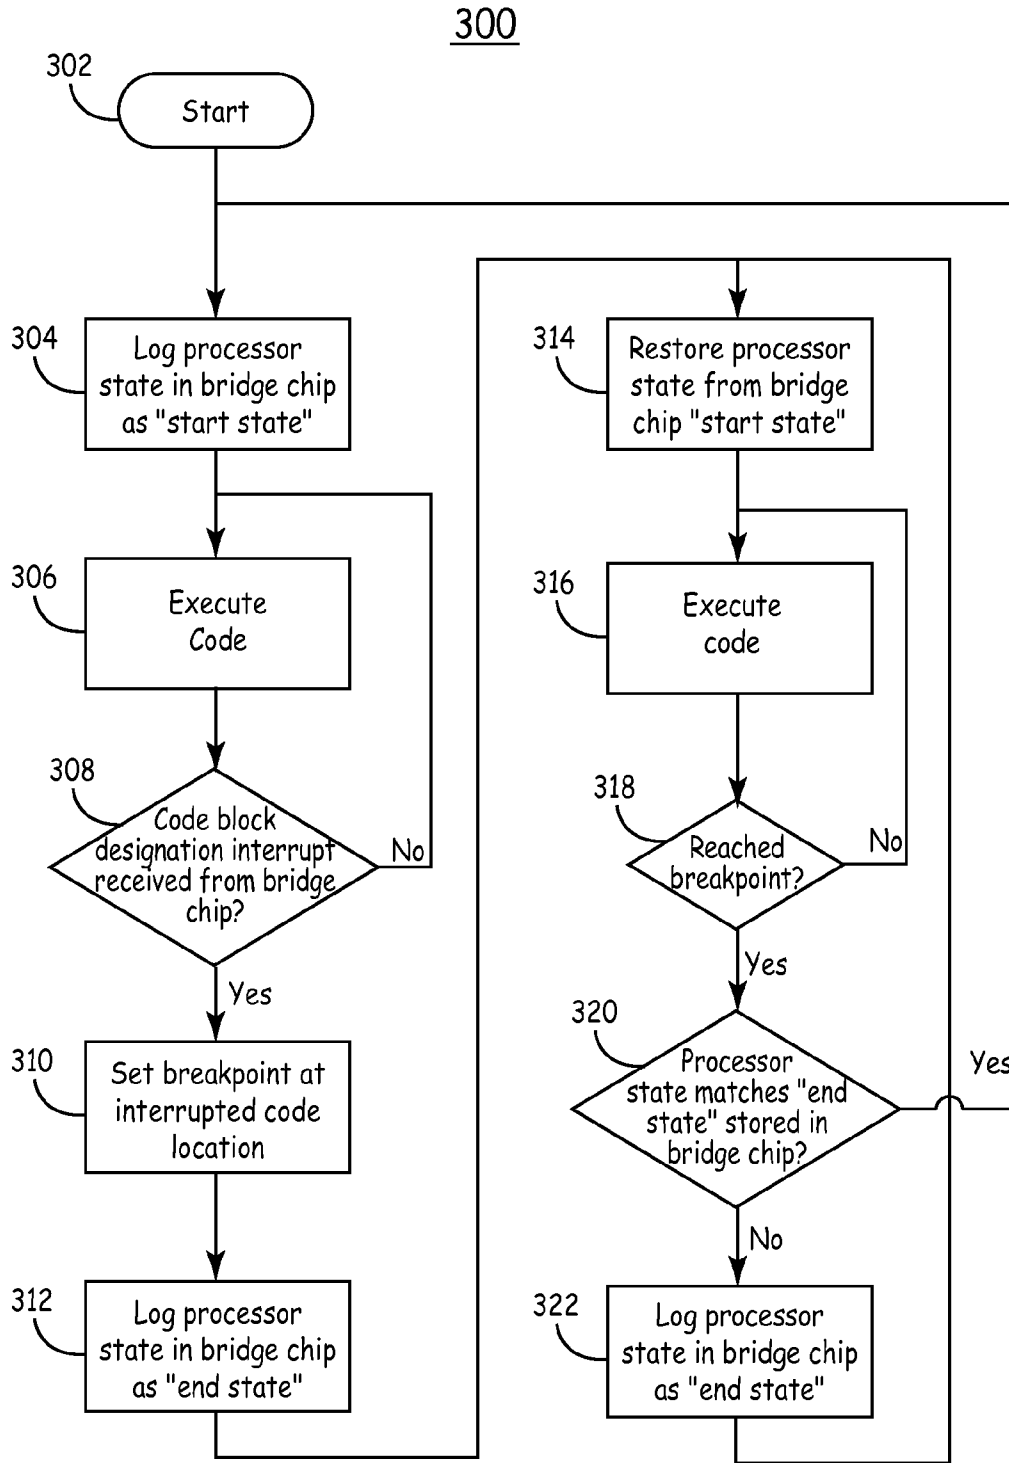 300
302
Start
304
Log processor
state in bridge chip
as "start state"
306
Execute
Code
308
Code block
designation interrupt
received from bridge
chip?
No
Yes
310
Set breakpoint at
interrupted code
location
312
Log processor
state in bridge chip
as "end state"
314
Restore processor
state from bridge
chip "start state"
316
Execute
code
318
Reached
breakpoint?
No
Yes
320
Processor
state matches "end
state" stored in
bridge chip?
Yes
No
322
Log processor
state in bridge chip
as "end state"